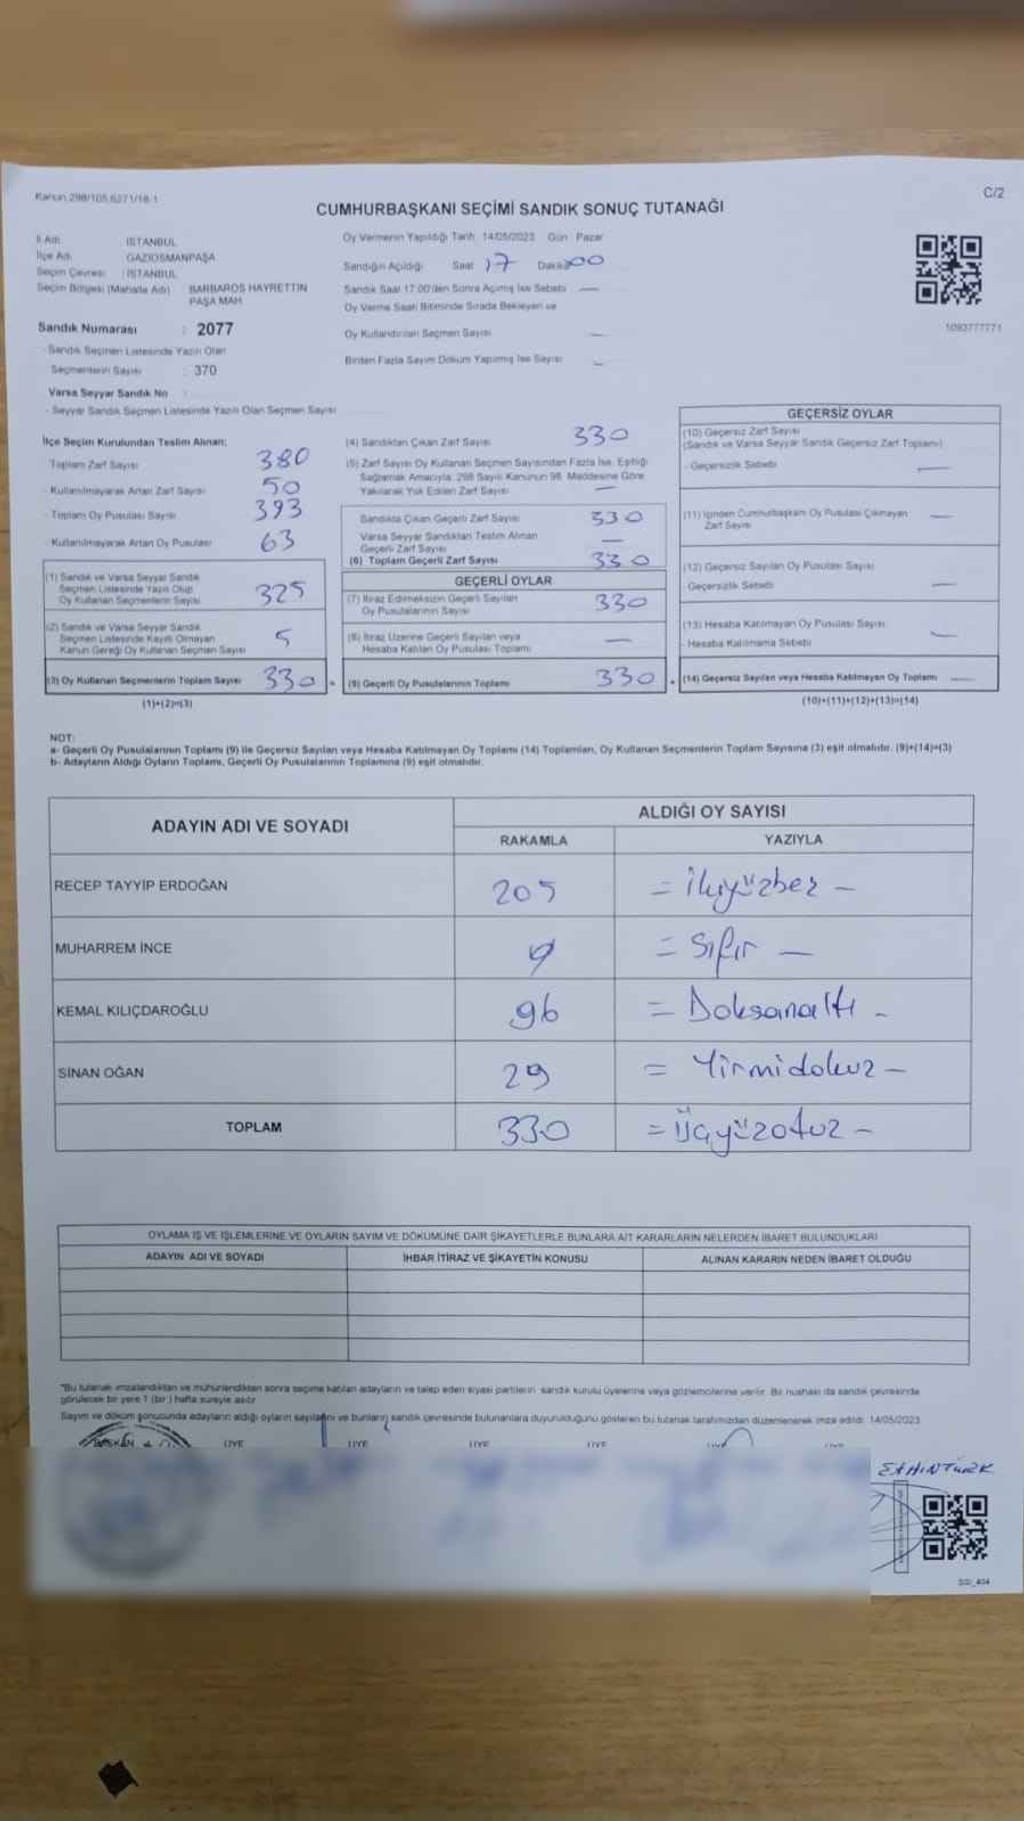 Kanun 298/105,6271/18-1
C/2
CUMHURBAŞKANI SEÇİMİ SANDIK SONUÇ TUTANAĞI
İl Adı : İSTANBUL
İlçe Adı : GAZİOSMANPAŞA
Seçim Çevresi : İSTANBUL
Seçim Bölgesi (Mahalle Adı) : BARBAROS HAYRETTİN PAŞA MAH.
Sandık Numarası : 2077
- Sandık Seçmen Listesinde Yazılı Olan
Seçmenlerin Sayısı : 370
Varsa Seyyar Sandık No :
- Seyyar Sandık Seçmen Listesinde Yazılı Olan Seçmen Sayısı
Oy Vermenin Yapıldığı Tarih: 14/05/2023 Gün : Pazar
Sandığın Açıldığı Saat 17 Dakika 00
Sandık Saat 17:00'den Sonra Açılmış İse Sebebi —
Oy Verme Saati Bitiminde Sırada Bekleyen ve
Oy Kullandırılan Seçmen Sayısı —
Birden Fazla Sayım Döküm Yapılmış İse Sayısı —
1093777771
İlçe Seçim Kurulundan Teslim Alınan;
- Toplam Zarf Sayısı 380
- Kullanılmayarak Artan Zarf Sayısı 50
- Toplam Oy Pusulası Sayısı 393
- Kullanılmayarak Artan Oy Pusulası 63
(1) Sandık ve Varsa Seyyar Sandık
Seçmen Listesinde Yazılı Olup
Oy Kullanan Seçmenlerin Sayısı 325
(2) Sandık ve Varsa Seyyar Sandık
Seçmen Listesinde Kayıtlı Olmayan
Kanun Gereği Oy Kullanan Seçmen Sayısı 5
(3) Oy Kullanan Seçmenlerin Toplam Sayısı 330
(1)+(2)=(3)
(4) Sandıktan Çıkan Zarf Sayısı 330
(5) Zarf Sayısı Oy Kullanan Seçmen Sayısından Fazla İse, Eşitliği
Sağlamak Amacıyla, 298 Sayılı Kanunun 98. Maddesine Göre
Yakılarak Yok Edilen Zarf Sayısı —
Sandıkta Çıkan Geçerli Zarf Sayısı 330
Varsa Seyyar Sandıktan Teslim Alınan
Geçerli Zarf Sayısı —
(6) Toplam Geçerli Zarf Sayısı 330
GEÇERLİ OYLAR
(7) İtiraz Edilmeksizin Geçerli Sayılan
Oy Pusulalarının Sayısı 330
(8) İtiraz Üzerine Geçerli Sayılan veya
Hesaba Katılan Oy Pusulası Toplamı —
(9) Geçerli Oy Pusulalarının Toplamı 330
GEÇERSİZ OYLAR
(10) Geçersiz Zarf Sayısı
(Sandık ve Varsa Seyyar Sandık Geçersiz Zarf Toplamı)
- Geçersizlik Sebebi —
(11) İçinden Cumhurbaşkanı Oy Pusulası Çıkmayan
Zarf Sayısı —
(12) Geçersiz Sayılan Oy Pusulası Sayısı
Geçersizlik Sebebi —
(13) Hesaba Katılmayan Oy Pusulası Sayısı
- Hesaba Katılmama Sebebi —
(14) Geçersiz Sayılan veya Hesaba Katılmayan Oy Toplamı —
(10)+(11)+(12)+(13)=(14)
NOT:
a- Geçerli Oy Pusulalarının Toplamı (9) ile Geçersiz Sayılan veya Hesaba Katılmayan Oy Toplamı (14) Toplamları, Oy Kullanan Seçmenlerin Toplam Sayısına (3) eşit olmalıdır. (9)+(14)=(3)
b- Adayların Aldığı Oyların Toplamı, Geçerli Oy Pusulalarının Toplamına (9) eşit olmalıdır.
ADAYIN ADI VE SOYADI ALDIĞI OY SAYISI
RAKAMLA YAZIYLA
RECEP TAYYİP ERDOĞAN 205 = ikiyüzbeş —
MUHARREM İNCE 0 = Sıfır —
KEMAL KILIÇDAROĞLU 96 = Doksanaltı -
SİNAN OĞAN 29 = Yirmidokuz —
TOPLAM 330 = Üçyüzotuz —
OYLAMA İŞ VE İŞLEMLERİNE VE OYLARIN SAYIM VE DÖKÜMÜNE DAİR ŞİKAYETLERLE BUNLARA AİT KARARLARIN NELERDEN İBARET BULUNDUKLARI
ADAYIN ADI VE SOYADI İHBAR İTİRAZ VE ŞİKAYETİN KONUSU ALINAN KARARIN NEDEN İBARET OLDUĞU
"Bu tutanak imzalandıktan ve mühürlendikten sonra seçime katılan adayların ve talep eden siyasi partilerin sandık kurulu üyelerine veya gözlemcilerine verilir. Bir nüshası da sandık çevresinde
görülecek bir yere 1 (bir) hafta süreyle asılır
Sayım ve döküm sonucunda adayların aldığı oyların sayılarını ve bunların sandık çevresinde bulunanlara duyurulduğunu gösteren bu tutanak tarafımızdan düzenlenerek imza edildi. 14/05/2023
BAŞKAN ÜYE ÜYE ÜYE ÜYE ÜYE